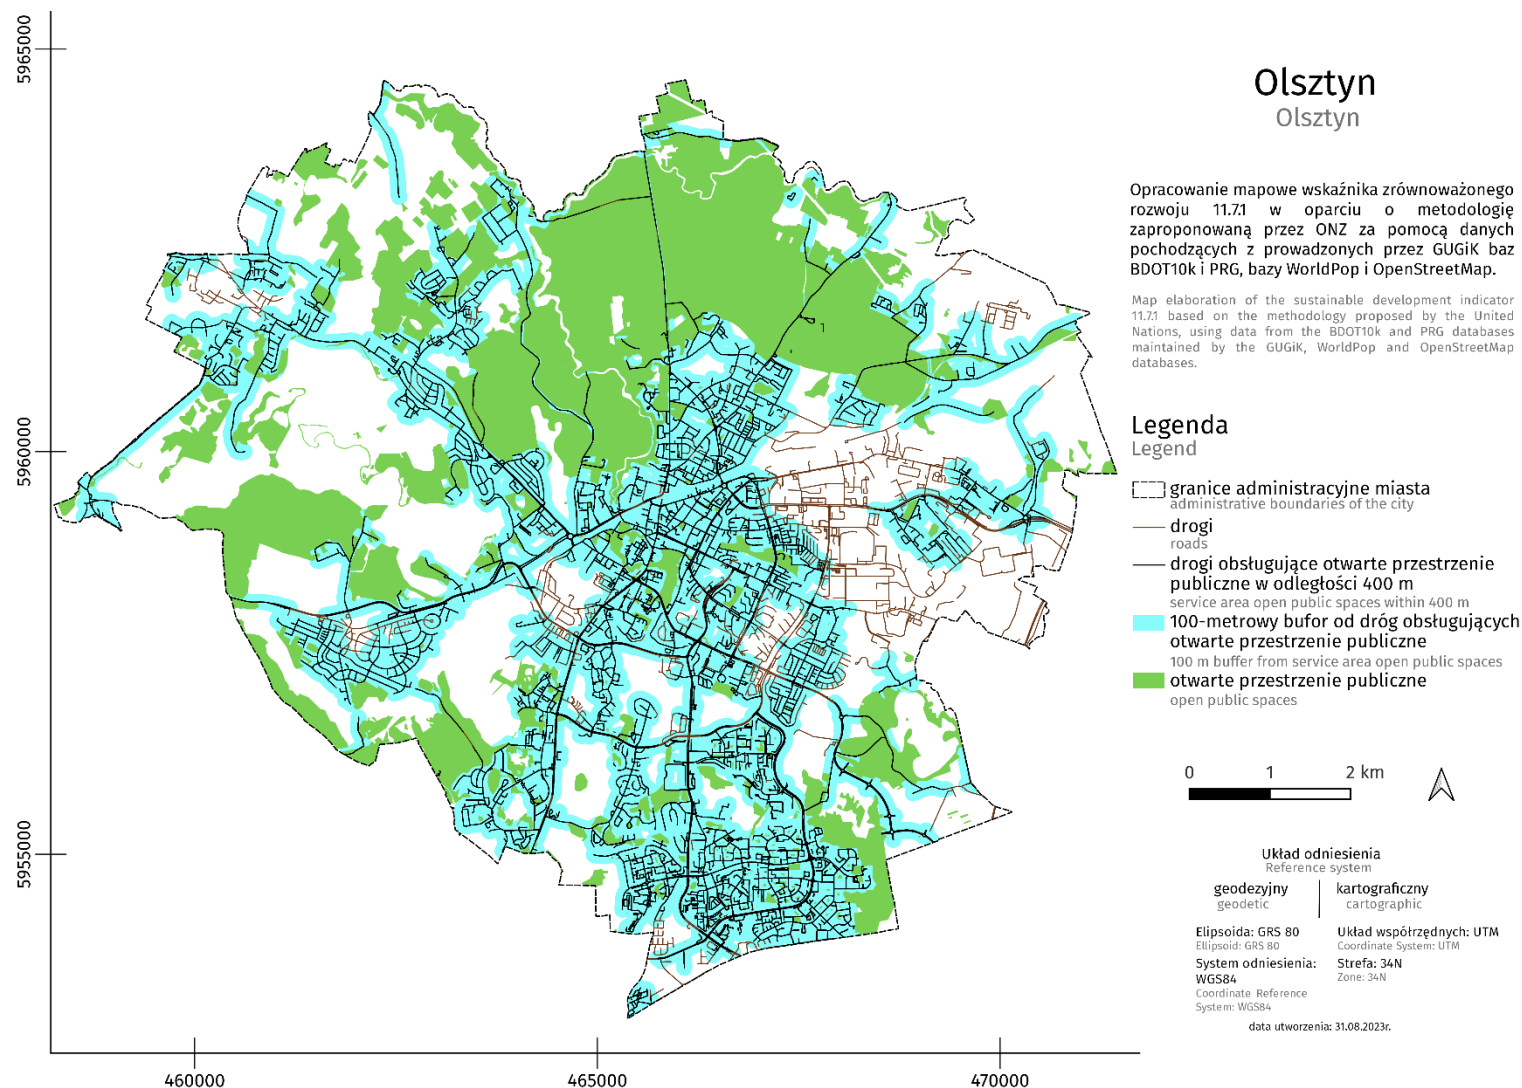 5965000
5960000
5955000
460000
465000
470000
Olsztyn
Olsztyn
Opracowanie mapowe wskaźnika zrównoważonego
rozwoju 11.7.1 w oparciu o metodologię
zaproponowaną przez ONZ za pomocą danych
pochodzących z prowadzonych przez GUGiK baz
BDOT10k i PRG, bazy WorldPop i OpenStreetMap.
Map elaboration of the sustainable development indicator
11.7.1 based on the methodology proposed by the United
Nations, using data from the BDOT10k and PRG databases
maintained by the GUGiK, WorldPop and OpenStreetMap
databases.
Legenda
Legend
granice administracyjne miasta
administrative boundaries of the city
drogi
roads
drogi obsługujące otwarte przestrzenie
publiczne w odległości 400 m
service area open public spaces within 400 m
100-metrowy bufor od dróg obsługujących
otwarte przestrzenie publiczne
100 m buffer from service area open public spaces
otwarte przestrzenie publiczne
open public spaces
0 1 2 km
Układ odniesienia
Reference system
geodezyjny
geodetic
kartograficzny
cartographic
Elipsoida: GRS 80
Ellipsoid: GRS 80
System odniesienia:
WGS84
Coordinate Reference
System: WGS84
Układ współrzędnych: UTM
Coordinate System: UTM
Strefa: 34N
Zone: 34N
data utworzenia: 31.08.2023r.